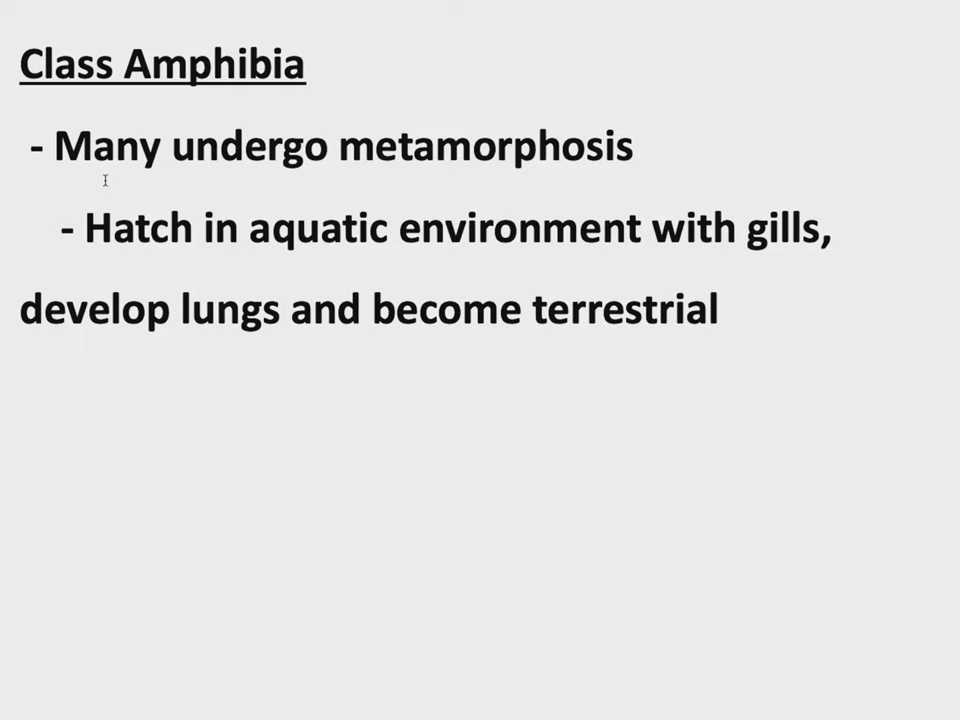 Class Amphibia
- Many undergo metamorphosis
- Hatch in aquatic environment with gills,
develop lungs and become terrestrial